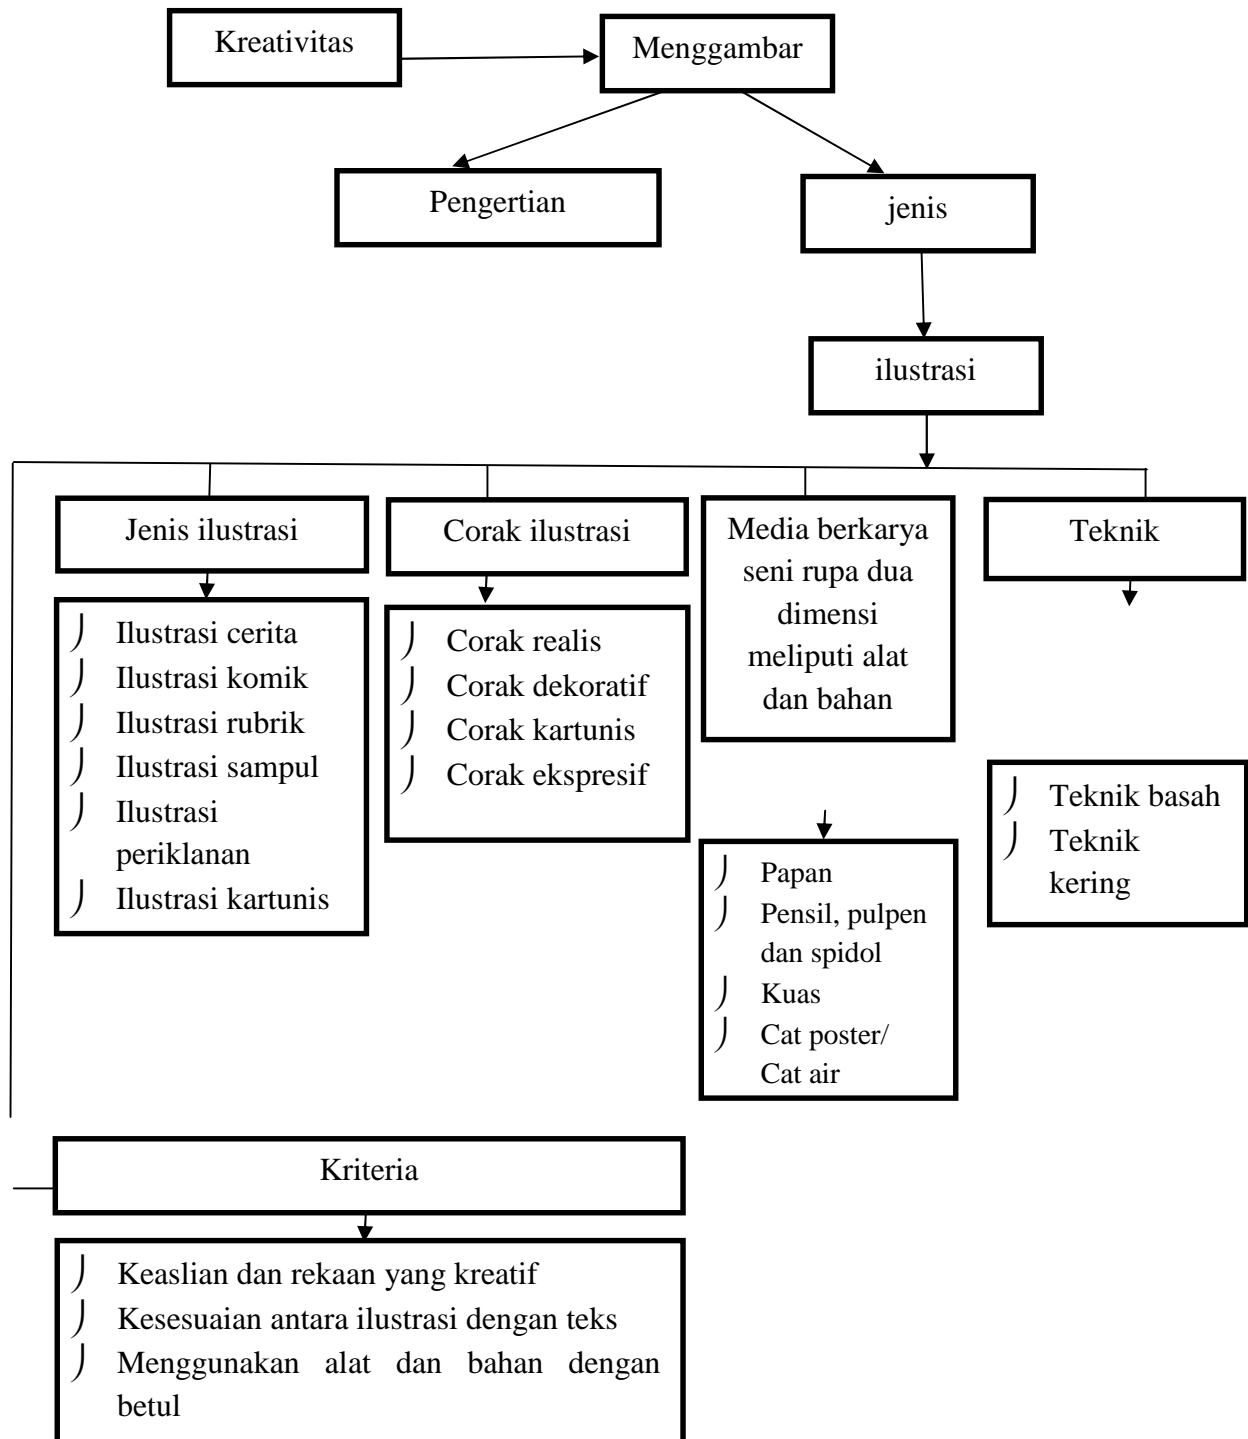 Kreativitas
Menggambar
Pengertian
jenis
ilustrasi
Jenis ilustrasi
Ilustrasi cerita
Ilustrasi komik
Ilustrasi rubrik
Ilustrasi sampul
Ilustrasi
periklanan
Ilustrasi kartunis
Corak ilustrasi
Corak realis
Corak dekoratif
Corak kartunis
Corak ekspresif
Media berkarya
seni rupa dua
dimensi
meliputi alat
dan bahan
Papan
Pensil, pulpen
dan spidol
Kuas
Cat poster/
Cat air
Teknik
Teknik basah
Teknik
kering
Kriteria
Keaslian dan rekaan yang kreatif
Kesesuaian antara ilustrasi dengan teks
Menggunakan alat dan bahan dengan
betul